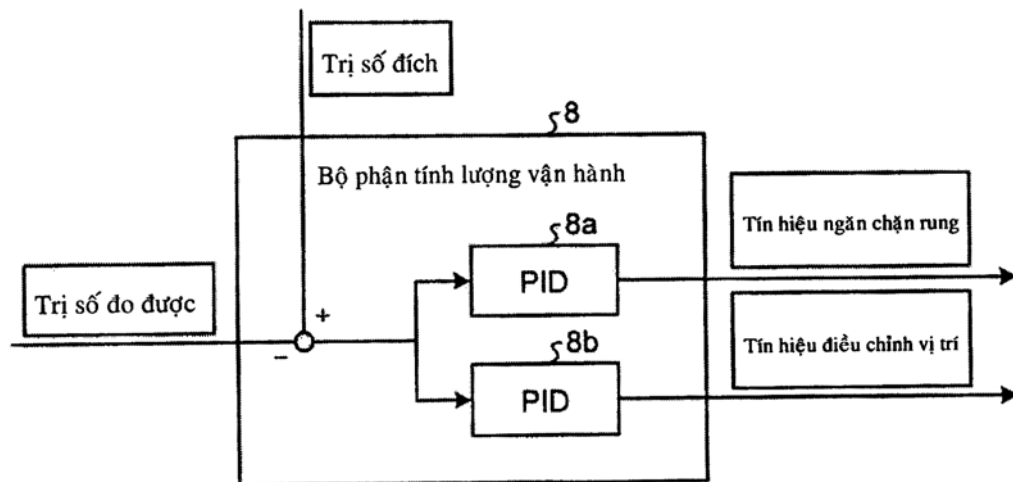 Trị số đích
8
Bộ phận tính lượng vận hành
8a
PID
Tín hiệu ngăn chặn rung
Trị số đo được
+
−
8b
PID
Tín hiệu điều chỉnh vị trí